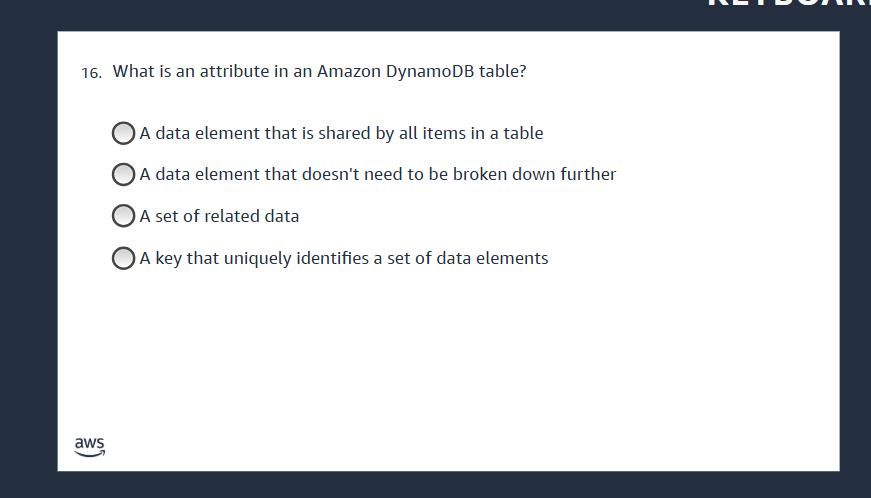 16. What is an attribute in an Amazon DynamoDB table?
A data element that is shared by all items in a table
A data element that doesn't need to be broken down further
A set of related data
A key that uniquely identifies a set of data elements
aws